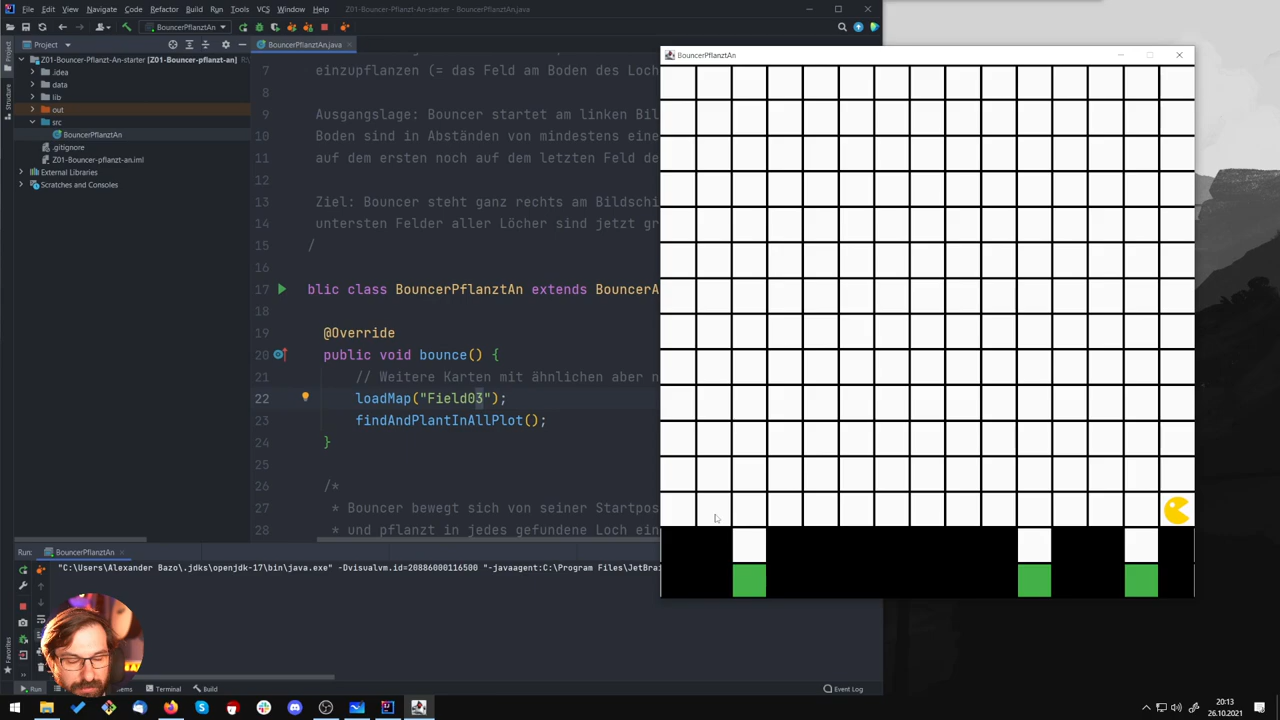 File Edit View Navigate Code Refactor Build Run Tools VCS Window Help Z01-Bouncer-Pflanzt-An-starter - BouncerPflanztAn.java
BouncerPflanztAn
Project
BouncerPflanztAn.java
Z01-Bouncer-Pflanzt-An-starter [Z01-Bouncer-pflanzt-an]
.idea
data
lib
out
src
BouncerPflanztAn
.gitignore
Z01-Bouncer-pflanzt-an.iml
External Libraries
Scratches and Consoles
Project
Structure
Favorites
7 einzupflanzen (= das Feld am Boden des Loch
8
9 Ausgangslage: Bouncer startet am linken Bil
10 Boden sind in Abständen von mindestens eine
11 auf dem ersten noch auf dem letzten Feld de
12
13 Ziel: Bouncer steht ganz rechts am Bildschi
14 untersten Felder aller Löcher sind jetzt gr
15 /
16
17 blic class BouncerPflanztAn extends BouncerA
18
19 @Override
20 public void bounce() {
21 // Weitere Karten mit ähnlichen aber n
22 loadMap("Field03");
23 findAndPlantInAllPlot();
24 }
25
26 /*
27 * Bouncer bewegt sich von seiner Startpos
28 * und pflanzt in jedes gefundene Loch ein
BouncerPflanztAn
Run: BouncerPflanztAn
"C:\Users\Alexander Bazo\.jdks\openjdk-17\bin\java.exe" -Dvisualvm.id=20886000116500 "-javaagent:C:\Program Files\JetBrai
Run
Terminal
Build
Event Log
20:13
26.10.2021